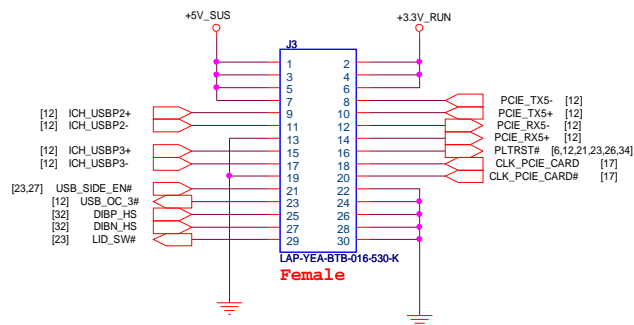 +5V_SUS +3.3V_RUN
J3
1 2
3 4
5 6
7 8 PCIE_TX5- [12]
[12] ICH_USBP2+ 9 10 PCIE_TX5+ [12]
[12] ICH_USBP2- 11 12 PCIE_RX5- [12]
13 14 PCIE_RX5+ [12]
[12] ICH_USBP3+ 15 16 PLTRST# [6,12,21,23,26,34]
[12] ICH_USBP3- 17 18 CLK_PCIE_CARD [17]
19 20 CLK_PCIE_CARD# [17]
[23,27] USB_SIDE_EN# 21 22
[12] USB_OC_3# 23 24
[32] DIBP_HS 25 26
[32] DIBN_HS 27 28
[23] LID_SW# 29 30
LAP-YEA-BTB-016-530-K
Female